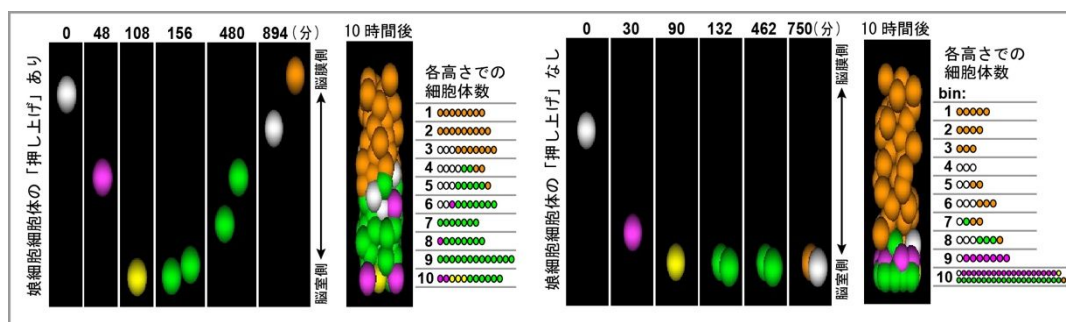 0 48 108 156 480 894(分) 10 時間後
娘細胞細胞体の「押し上げ」あり
脳膜側
脳室側
各高さでの
細胞体数
1
2
3
4
5
6
7
8
9
10
0 30 90 132 462 750(分) 10 時間後
娘細胞細胞体の「押し上げ」なし
脳膜側
脳室側
各高さでの
細胞体数
bin:
1
2
3
4
5
6
7
8
9
10